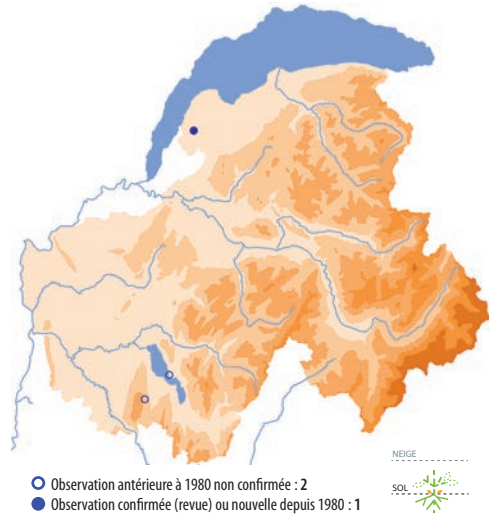 NEIGE
SOL
Observation antérieure à 1980 non confirmée : 2
Observation confirmée (revue) ou nouvelle depuis 1980 : 1